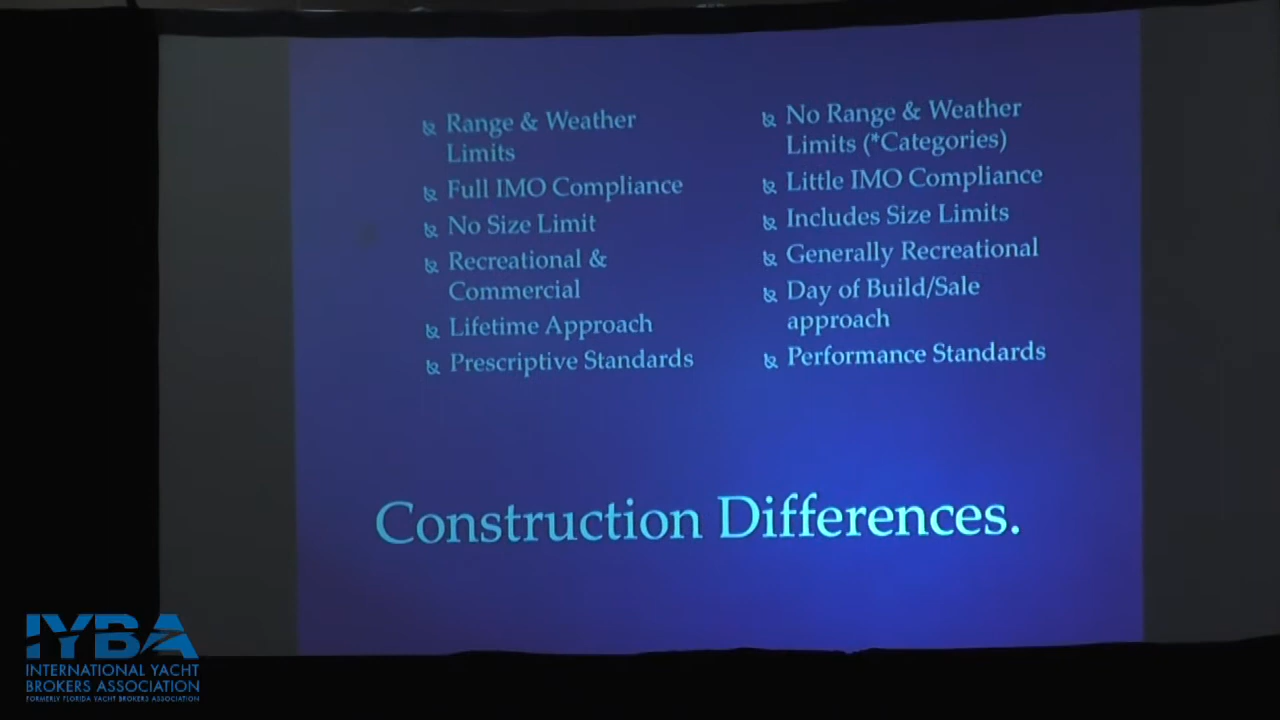 Range & Weather
Limits
Full IMO Compliance
No Size Limit
Recreational &
Commercial
Lifetime Approach
Prescriptive Standards
No Range & Weather
Limits (*Categories)
Little IMO Compliance
Includes Size Limits
Generally Recreational
Day of Build/Sale
approach
Performance Standards
Construction Differences.
IYBA
INTERNATIONAL YACHT
BROKERS ASSOCIATION
FORMERLY FLORIDA YACHT BROKERS ASSOCIATION